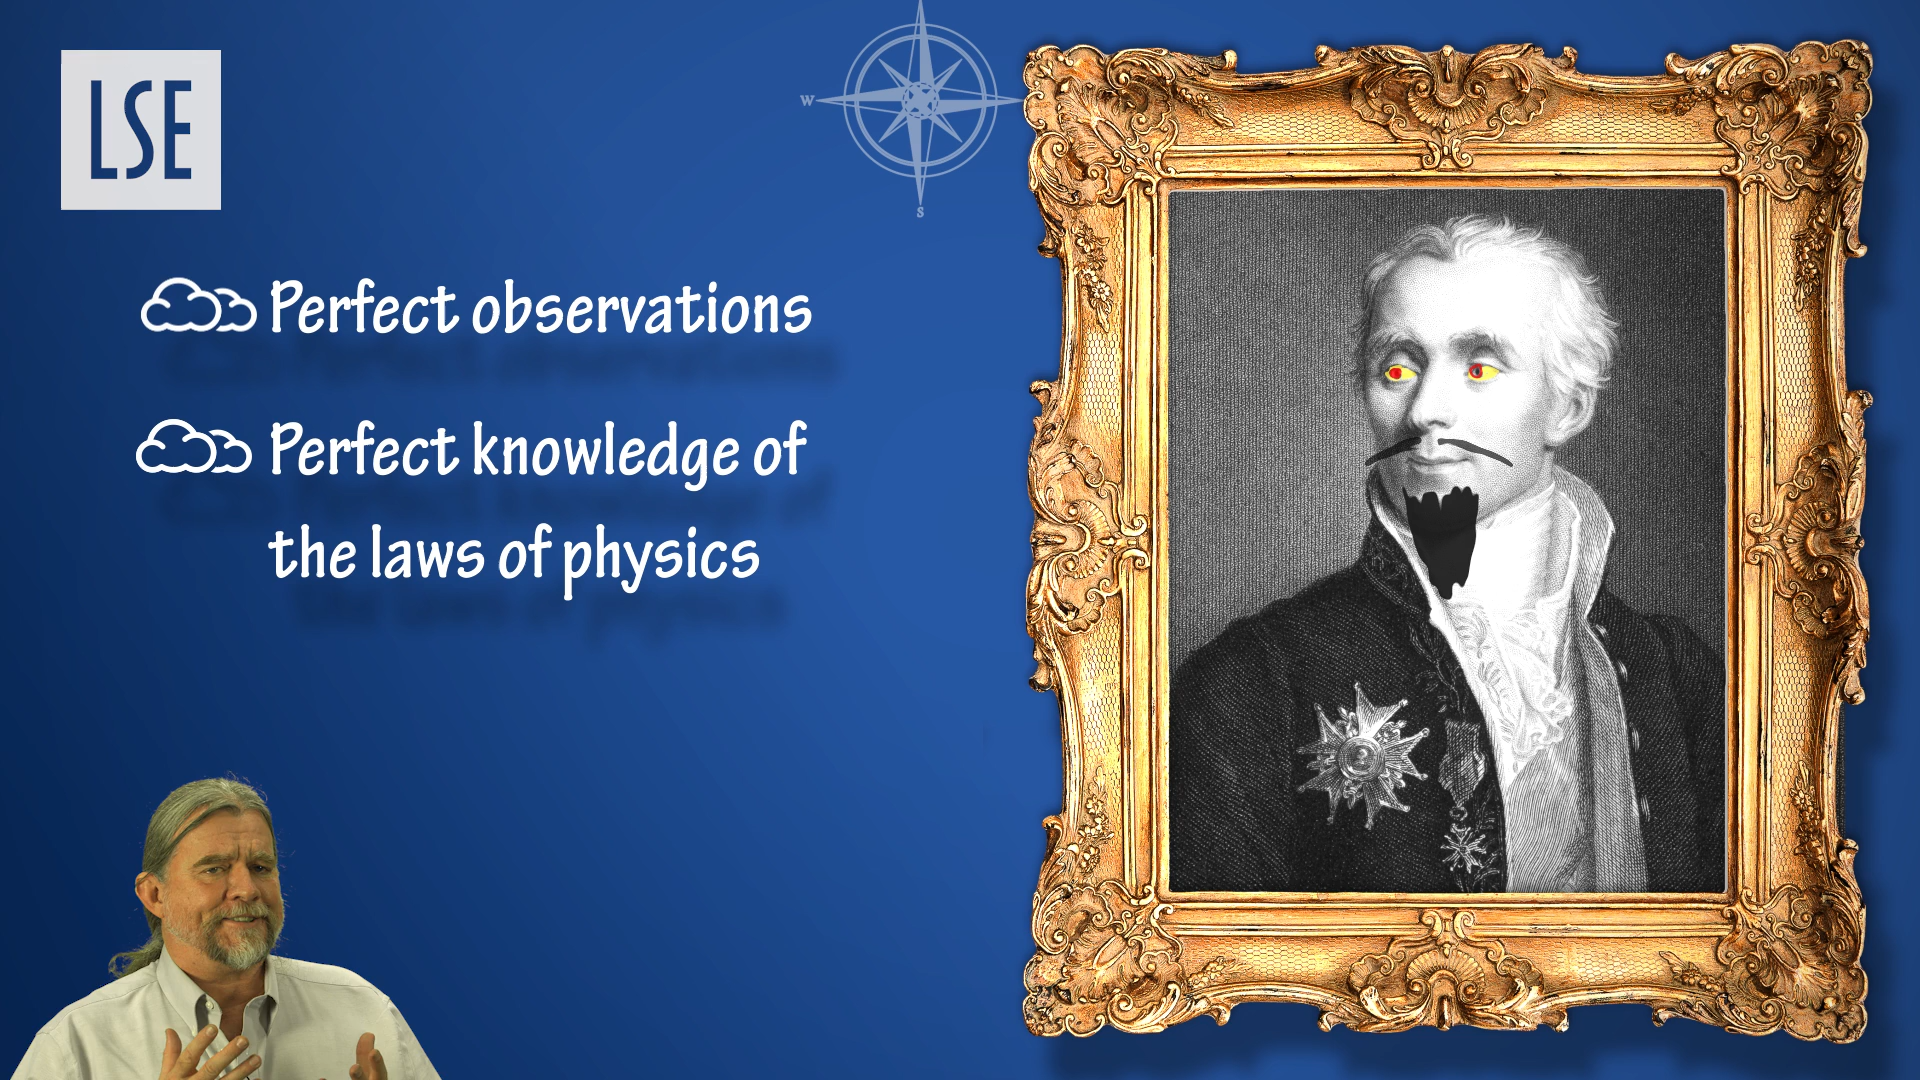 LSE
W
S
Perfect observations
Perfect knowledge of
the laws of physics